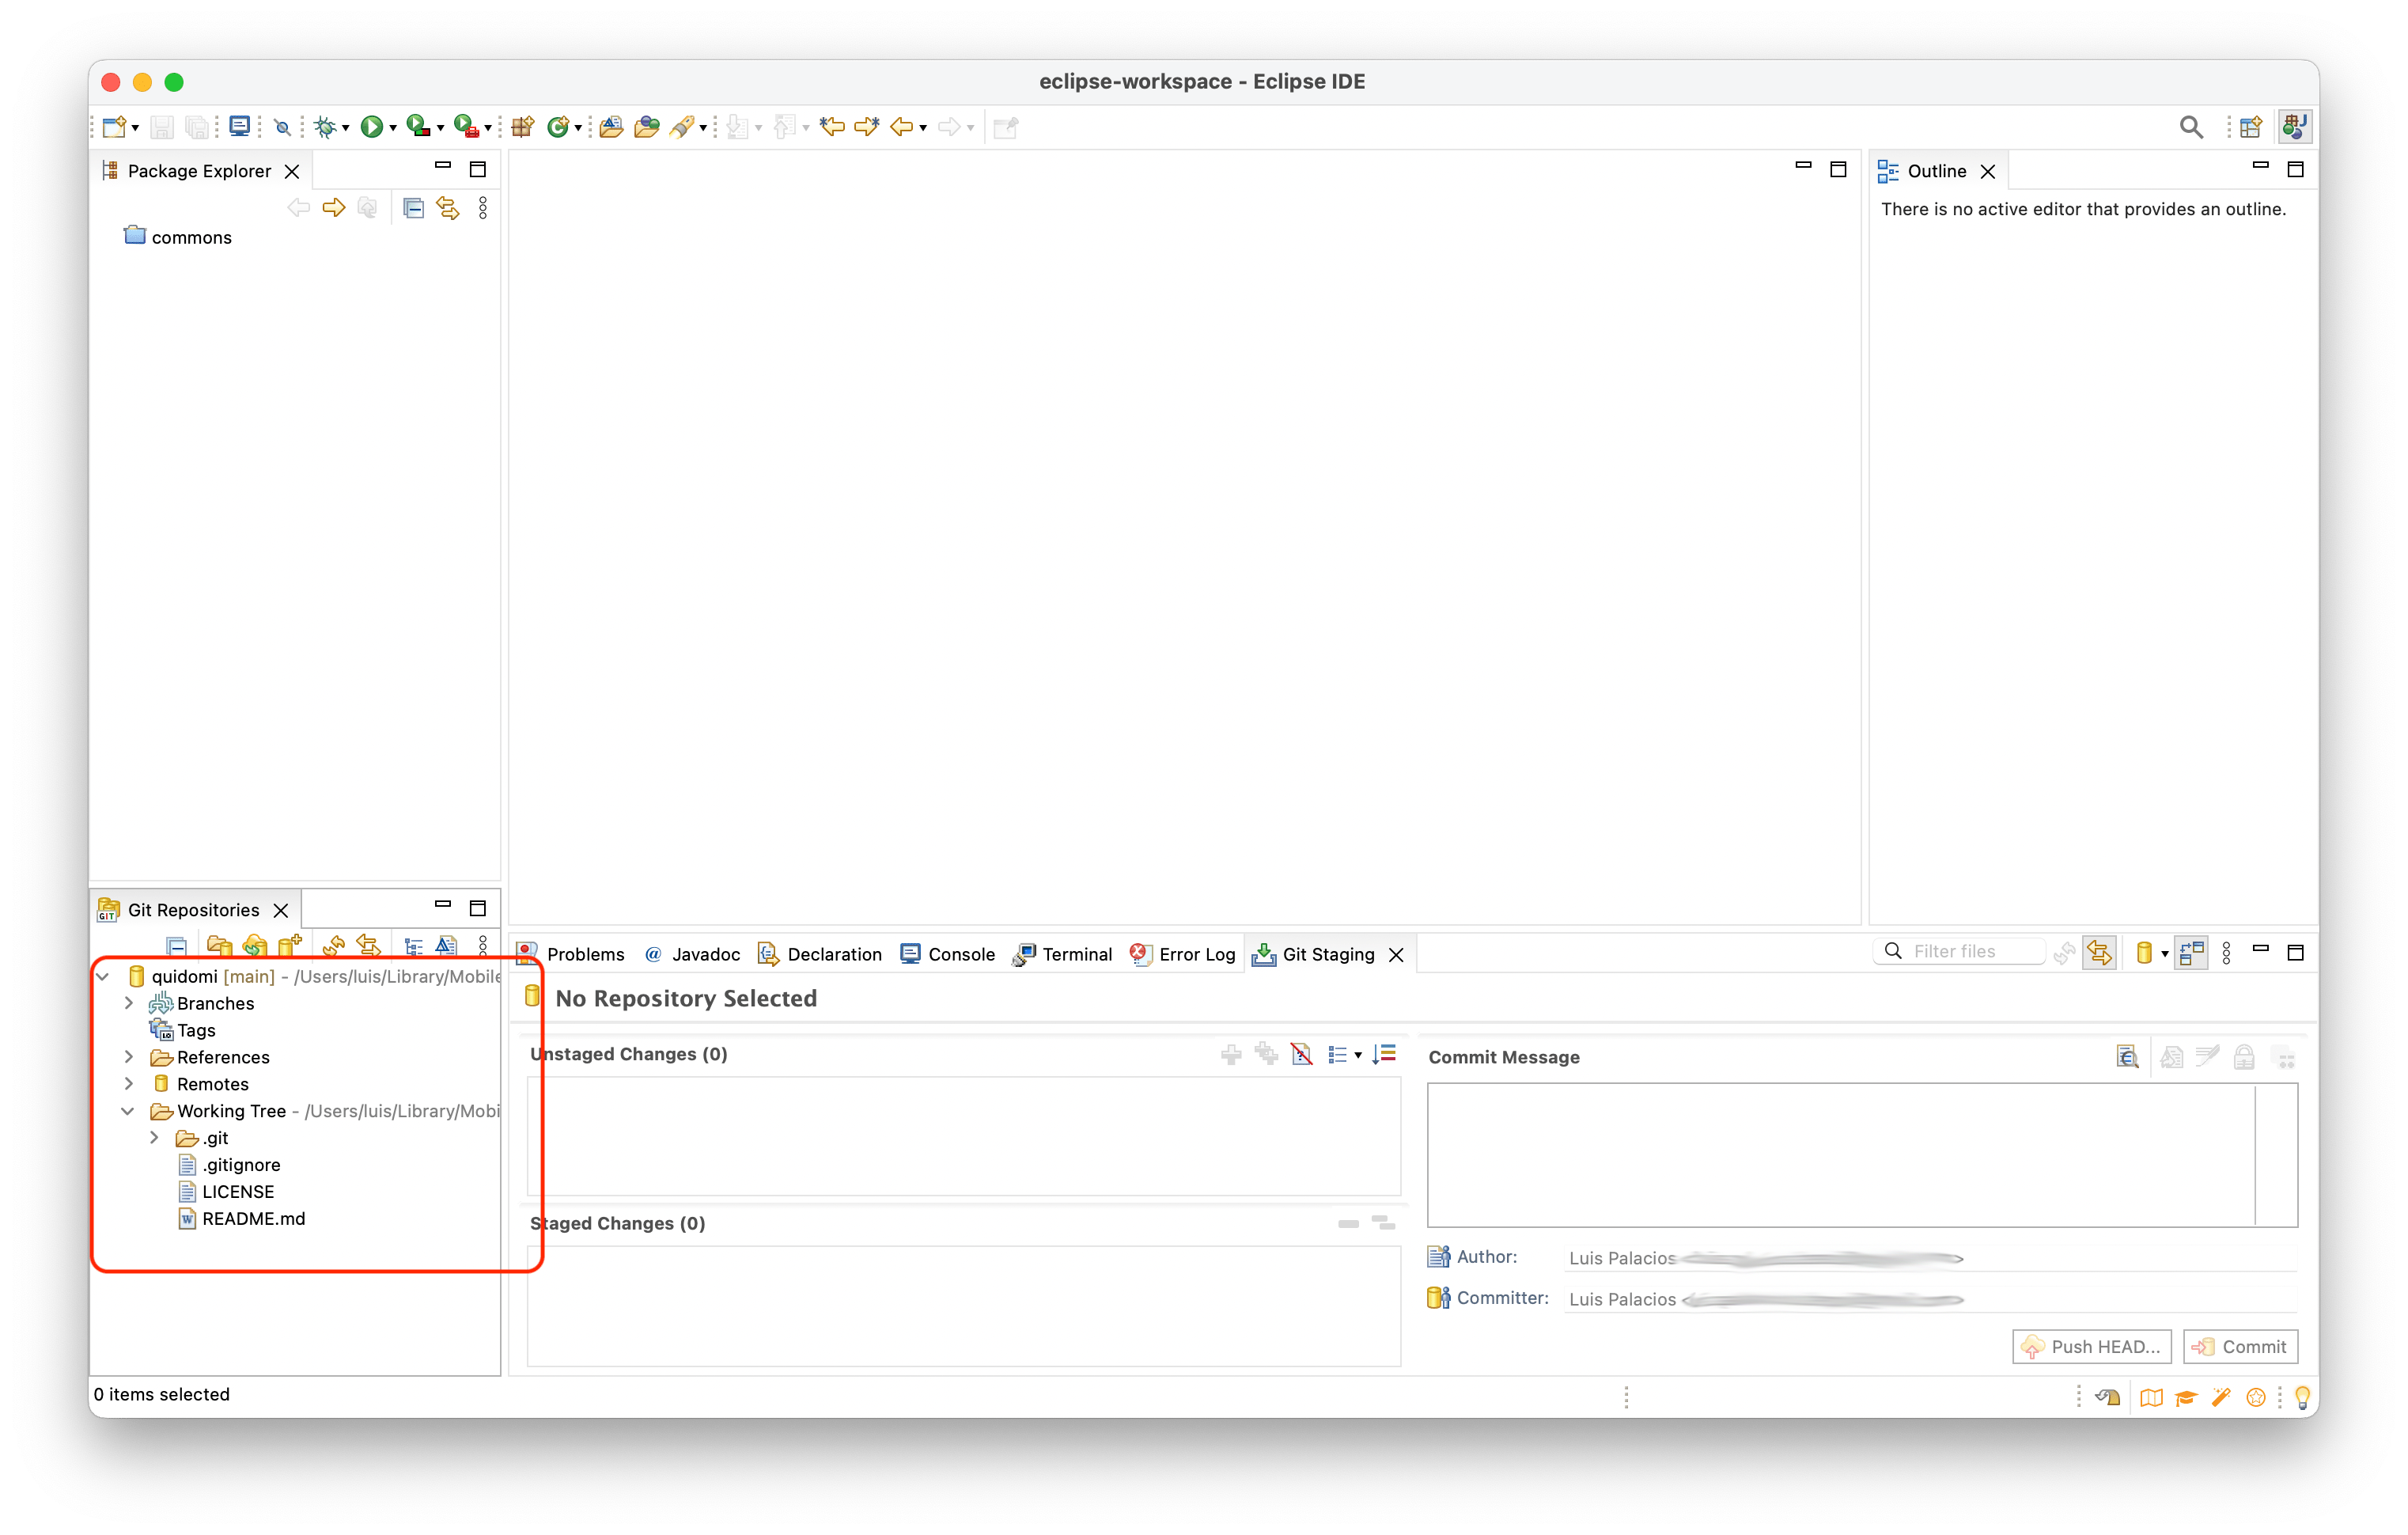 eclipse-workspace - Eclipse IDE
Package Explorer
commons
Outline
There is no active editor that provides an outline.
Git Repositories
GIT
quidomi [main] - /Users/luis/Library/Mobile
Branches
Tags
References
Remotes
Working Tree - /Users/luis/Library/Mobi
.git
.gitignore
LICENSE
README.md
Problems @ Javadoc Declaration Console Terminal Error Log Git Staging
Filter files
No Repository Selected
Unstaged Changes (0)
Staged Changes (0)
Commit Message
Author: Luis Palacios
Committer: Luis Palacios
Push HEAD... Commit
0 items selected